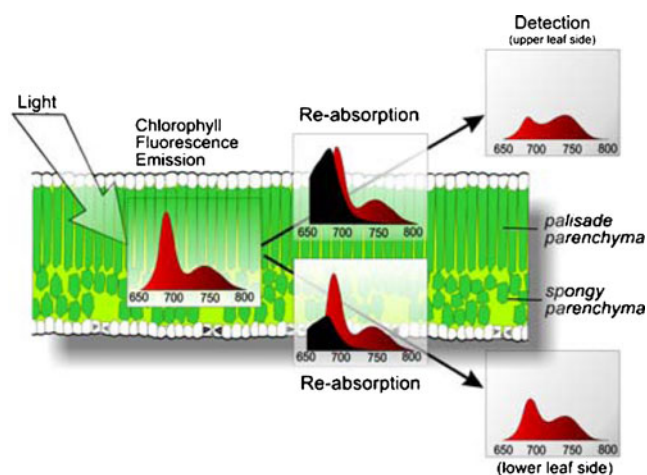 Detection
(upper leaf side)
650 700 750 800
Light
Chlorophyll
Fluorescence
Emission
Re-absorption
650 700 750 800
650 700 750 800
palisade
parenchyma
spongy
parenchyma
650 700 750 800
Re-absorption
650 700 750 800
(lower leaf side)